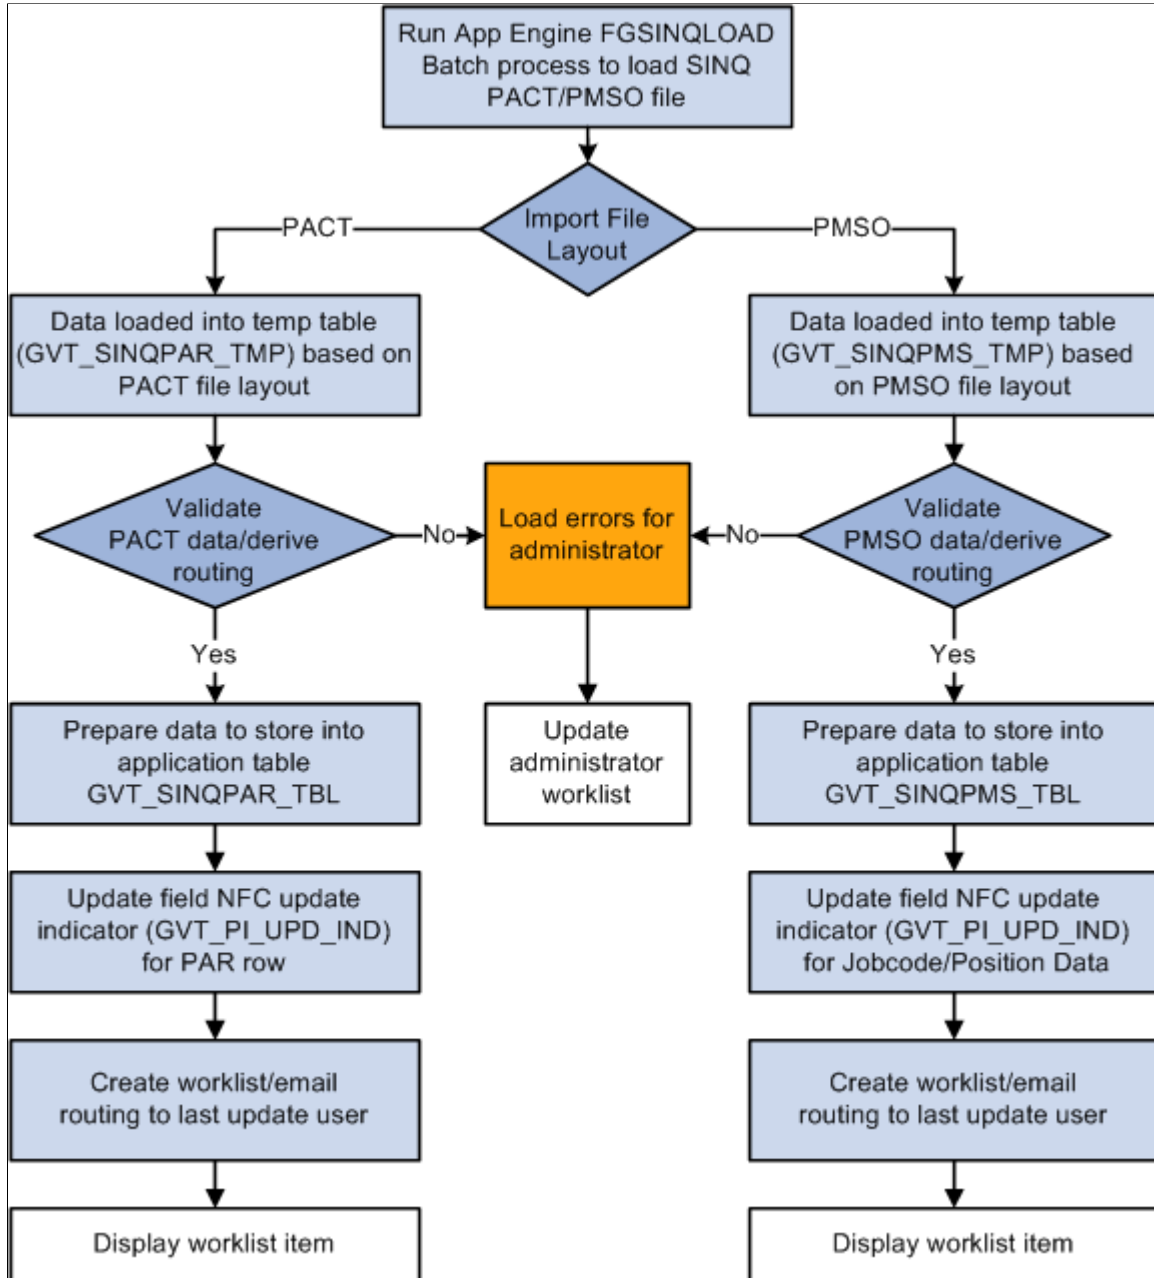 Run App Engine FGSINQLOAD
Batch process to load SINQ
PACT/PMSO file
Import File
Layout
PACT
PMSO
Data loaded into temp table
(GVT_SINQPAR_TMP) based on
PACT file layout
Data loaded into temp table
(GVT_SINQPMS_TMP) based
on PMSO file layout
Validate
PACT data/derive
routing
No
Load errors for
administrator
No
Validate
PMSO data/derive
routing
Yes
Yes
Prepare data to store into
application table
GVT_SINQPAR_TBL
Update
administrator
worklist
Prepare data to store into
application table
GVT_SINQPMS_TBL
Update field NFC update
indicator (GVT_PI_UPD_IND)
for PAR row
Update field NFC update
indicator (GVT_PI_UPD_IND)
for Jobcode/Position Data
Create worklist/email
routing to last update user
Create worklist/email
routing to last update user
Display worklist item
Display worklist item